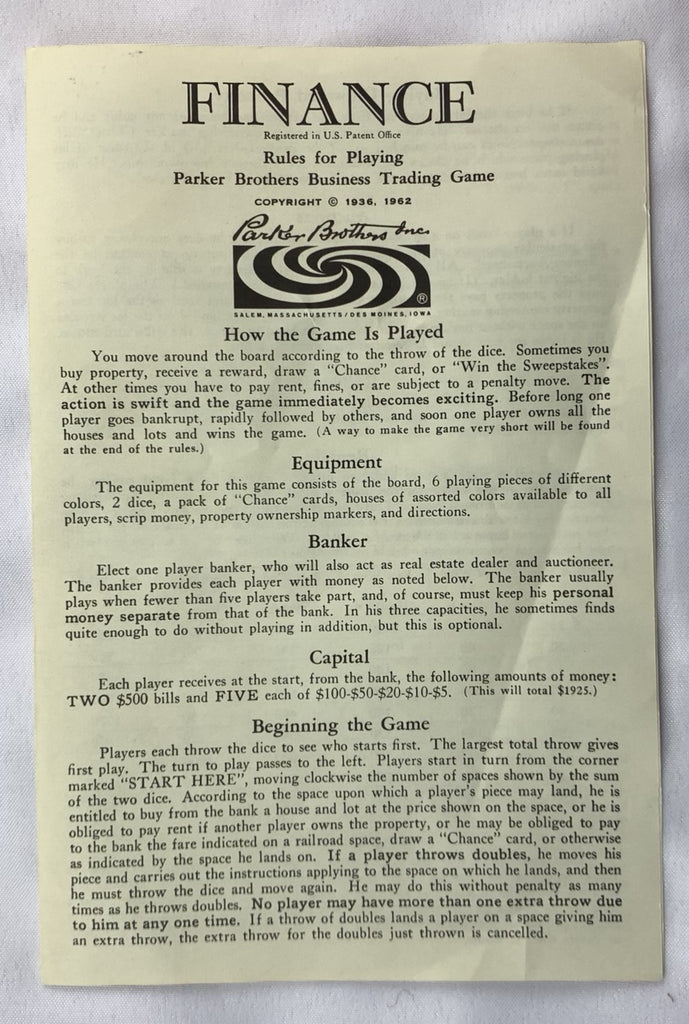 FINANCE
Registered in U.S. Patent Office
Rules for Playing
Parker Brothers Business Trading Game
COPYRIGHT © 1936, 1962
Parker Brothers Inc.
®
SALEM, MASSACHUSETTS / DES MOINES, IOWA
How the Game Is Played
You move around the board according to the throw of the dice. Sometimes you
buy property, receive a reward, draw a "Chance" card, or "Win the Sweepstakes".
At other times you have to pay rent, fines, or are subject to a penalty move. The
action is swift and the game immediately becomes exciting. Before long one
player goes bankrupt, rapidly followed by others, and soon one player owns all the
houses and lots and wins the game. (A way to make the game very short will be found
at the end of the rules.)
Equipment
The equipment for this game consists of the board, 6 playing pieces of different
colors, 2 dice, a pack of "Chance" cards, houses of assorted colors available to all
players, scrip money, property ownership markers, and directions.
Banker
Elect one player banker, who will also act as real estate dealer and auctioneer.
The banker provides each player with money as noted below. The banker usually
plays when fewer than five players take part, and, of course, must keep his personal
money separate from that of the bank. In his three capacities, he sometimes finds
quite enough to do without playing in addition, but this is optional.
Capital
Each player receives at the start, from the bank, the following amounts of money:
TWO $500 bills and FIVE each of $100-$50-$20-$10-$5. (This will total $1925.)
Beginning the Game
Players each throw the dice to see who starts first. The largest total throw gives
first play. The turn to play passes to the left. Players start in turn from the corner
marked "START HERE", moving clockwise the number of spaces shown by the sum
of the two dice. According to the space upon which a player's piece may land, he is
entitled to buy from the bank a house and lot at the price shown on the space, or he is
obliged to pay rent if another player owns the property, or he may be obliged to pay
to the bank the fare indicated on a railroad space, draw a "Chance" card, or otherwise
as indicated by the space he lands on. If a player throws doubles, he moves his
piece and carries out the instructions applying to the space on which he lands, and then
he must throw the dice and move again. He may do this without penalty as many
times as he throws doubles. No player may have more than one extra throw due
to him at any one time. If a throw of doubles lands a player on a space giving him
an extra throw, the extra throw for the doubles just thrown is cancelled.